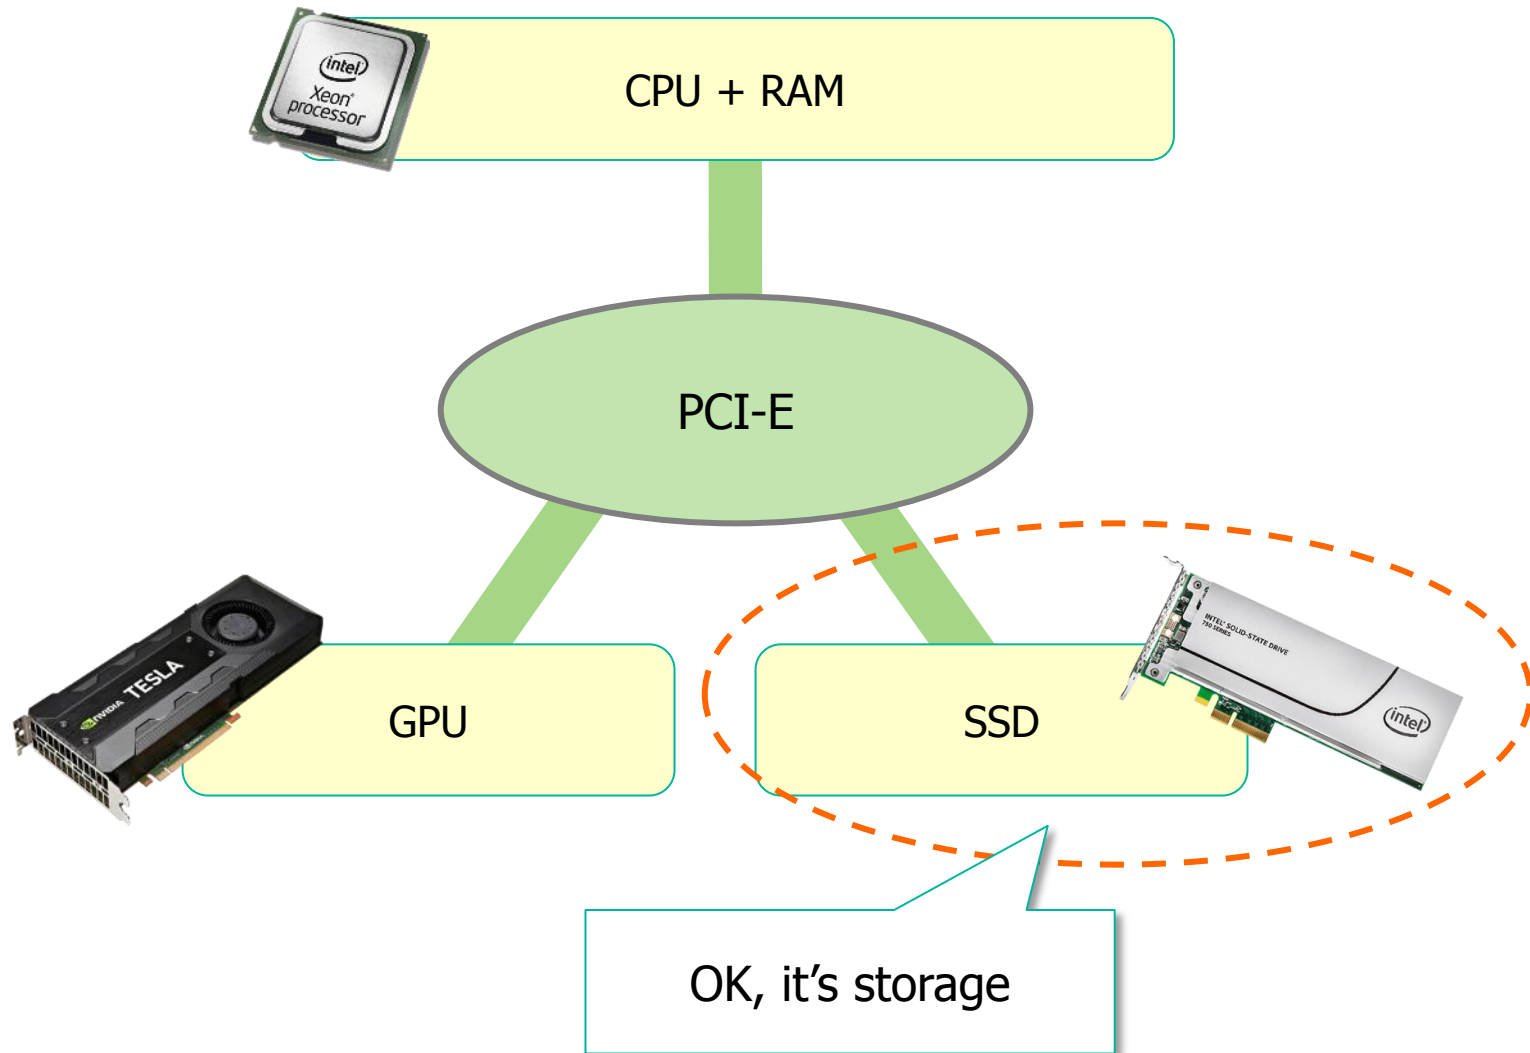 intel
Xeon®
processor
CPU + RAM
PCI-E
NVIDIA TESLA
GPU
SSD
INTEL® SOLID-STATE DRIVE
750 SERIES
intel
OK, it’s storage